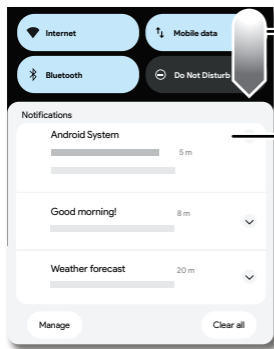 Internet
Mobile data
Bluetooth
Do Not Disturb
Notifications
Android System
5 m
Good morning!
8 m
Weather forecast
20 m
Manage
Clear all